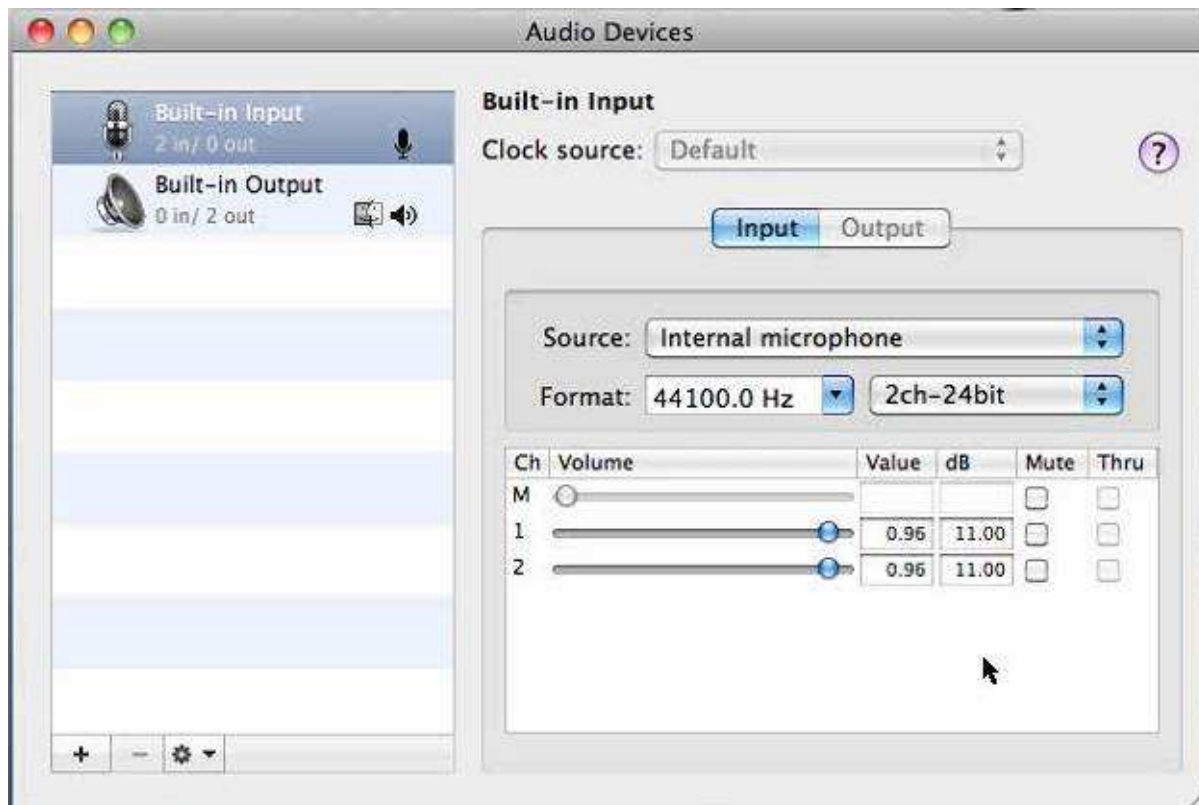 Audio Devices
Built-in Input
2 in/ 0 out
Built-in Output
0 in/ 2 out
+ −
Built-in Input
Clock source: Default
?
Input Output
Source: Internal microphone
Format: 44100.0 Hz 2ch-24bit
Ch Volume Value dB Mute Thru
M
1 0.96 11.00
2 0.96 11.00